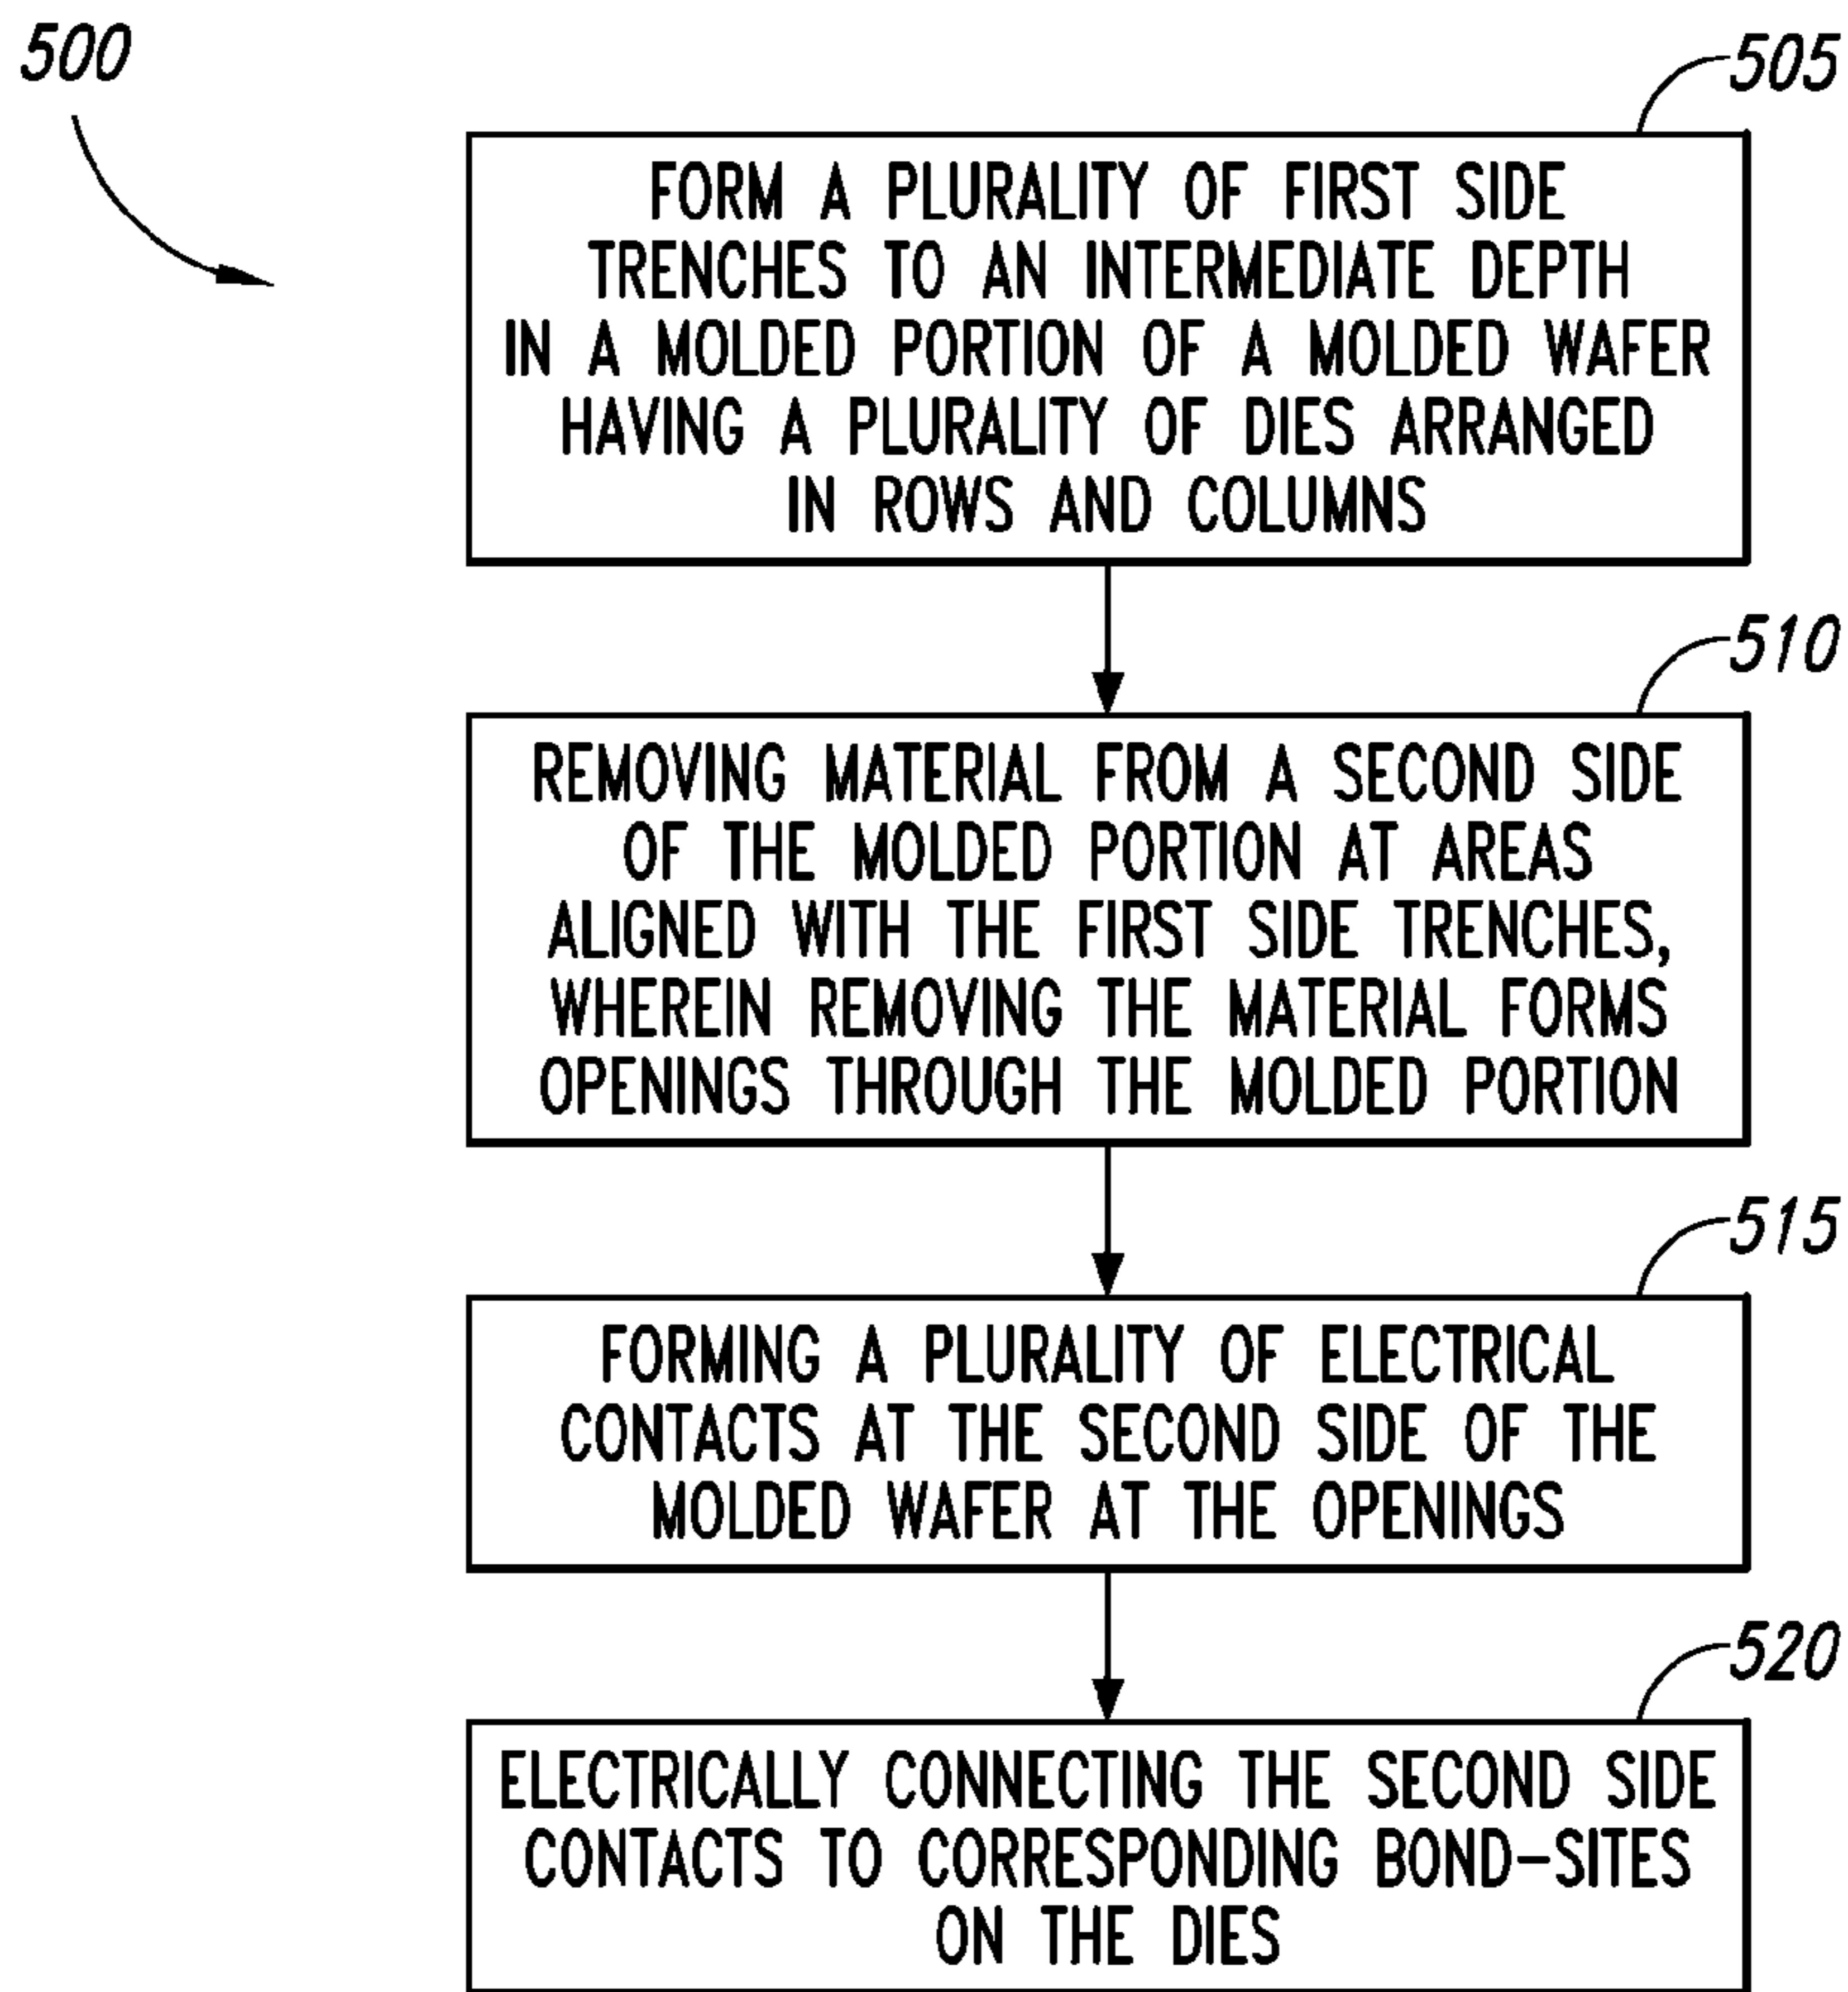 500
505
FORM A PLURALITY OF FIRST SIDE
TRENCHES TO AN INTERMEDIATE DEPTH
IN A MOLDED PORTION OF A MOLDED WAFER
HAVING A PLURALITY OF DIES ARRANGED
IN ROWS AND COLUMNS
510
REMOVING MATERIAL FROM A SECOND SIDE
OF THE MOLDED PORTION AT AREAS
ALIGNED WITH THE FIRST SIDE TRENCHES,
WHEREIN REMOVING THE MATERIAL FORMS
OPENINGS THROUGH THE MOLDED PORTION
515
FORMING A PLURALITY OF ELECTRICAL
CONTACTS AT THE SECOND SIDE OF THE
MOLDED WAFER AT THE OPENINGS
520
ELECTRICALLY CONNECTING THE SECOND SIDE
CONTACTS TO CORRESPONDING BOND-SITES
ON THE DIES